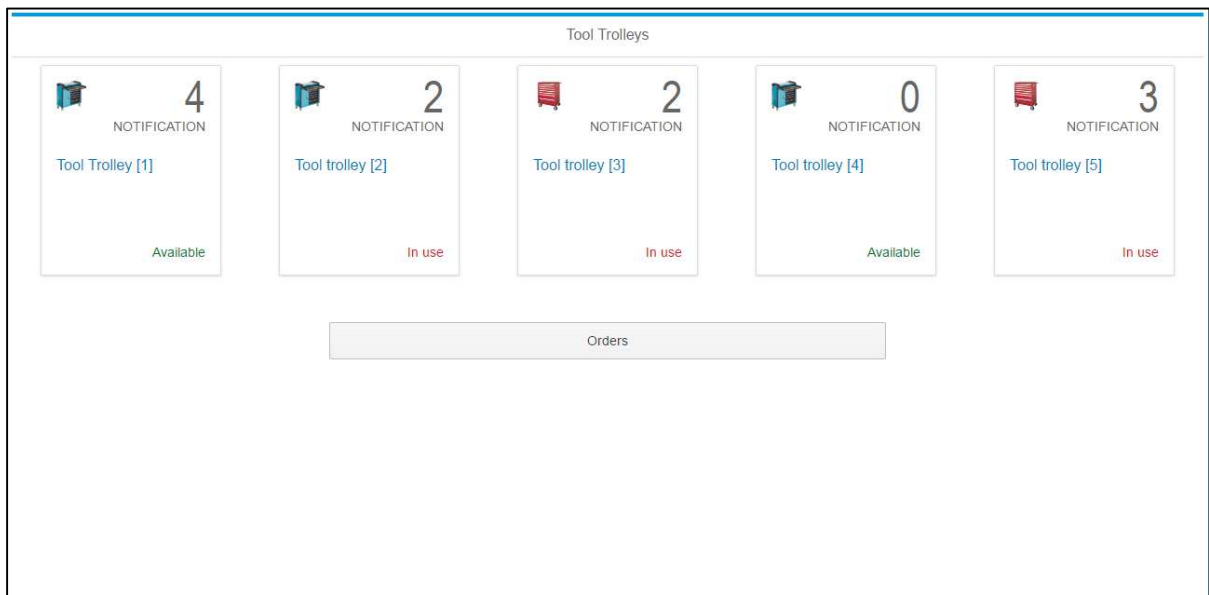 Tool Trolleys
4
NOTIFICATION
Tool Trolley [1]
Available
2
NOTIFICATION
Tool trolley [2]
In use
2
NOTIFICATION
Tool trolley [3]
In use
0
NOTIFICATION
Tool trolley [4]
Available
3
NOTIFICATION
Tool trolley [5]
In use
Orders